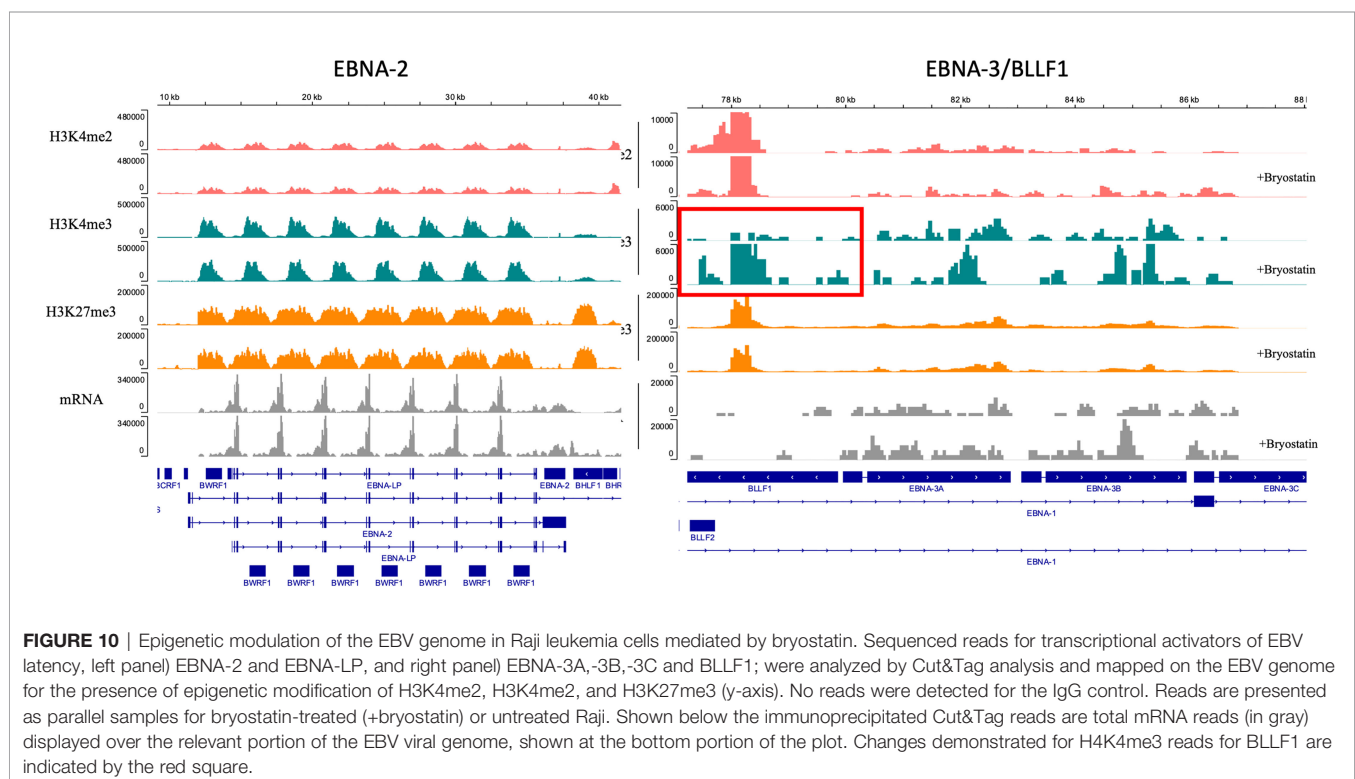 EBNA-2
EBNA-3/BLLF1
10 kb 20 kb 30 kb 40 kb
78 kb 80 kb 82 kb 84 kb 86 kb 88 l
H3K4me2
480000
0
480000
0
H3K4me3
500000
0
500000
0
H3K27me3
200000
0
200000
0
mRNA
340000
0
340000
0
10000
0
10000
0
+Bryostatin
6000
0
6000
0
+Bryostatin
200000
0
200000
0
+Bryostatin
20000
0
20000
0
+Bryostatin
BCRF1 BWRF1 EBNA-LP EBNA-2 BHLF1 BHR
EBNA-2
EBNA-LP
BWRF1 BWRF1 BWRF1 BWRF1 BWRF1 BWRF1 BWRF1
BLLF1 EBNA-3A EBNA-3B EBNA-3C
EBNA-1
BLLF2
EBNA-1
FIGURE 10 | Epigenetic modulation of the EBV genome in Raji leukemia cells mediated by bryostatin. Sequenced reads for transcriptional activators of EBV
latency, left panel) EBNA-2 and EBNA-LP, and right panel) EBNA-3A,-3B,-3C and BLLF1; were analyzed by Cut&Tag analysis and mapped on the EBV genome
for the presence of epigenetic modification of H3K4me2, H3K4me2, and H3K27me3 (y-axis). No reads were detected for the IgG control. Reads are presented
as parallel samples for bryostatin-treated (+bryostatin) or untreated Raji. Shown below the immunoprecipitated Cut&Tag reads are total mRNA reads (in gray)
displayed over the relevant portion of the EBV viral genome, shown at the bottom portion of the plot. Changes demonstrated for H4K4me3 reads for BLLF1 are
indicated by the red square.